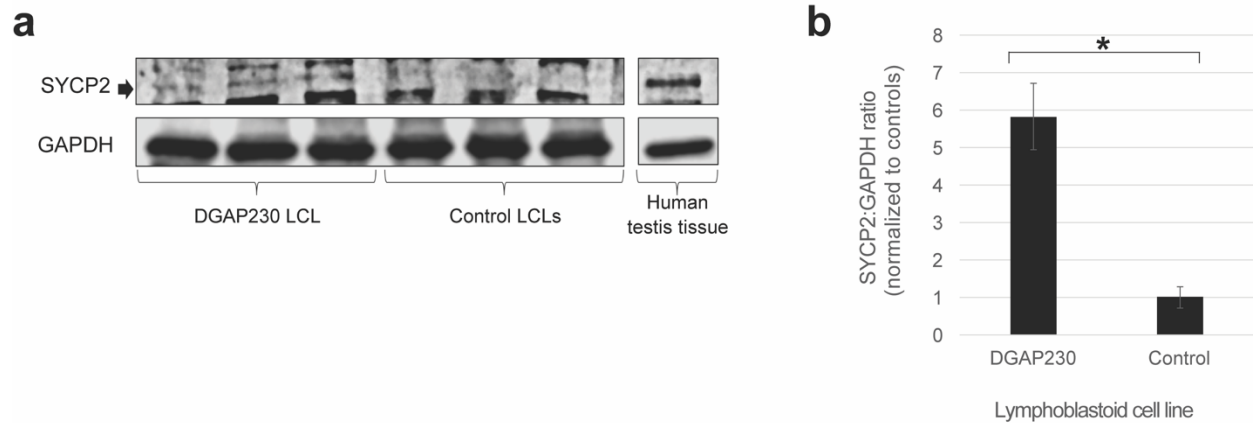 a
SYCP2
GAPDH
DGAP230 LCL
Control LCLs
Human
testis tissue
b
SYCP2:GAPDH ratio
(normalized to controls)
8
7
6
5
4
3
2
1
0
*
DGAP230
Control
Lymphoblastoid cell line